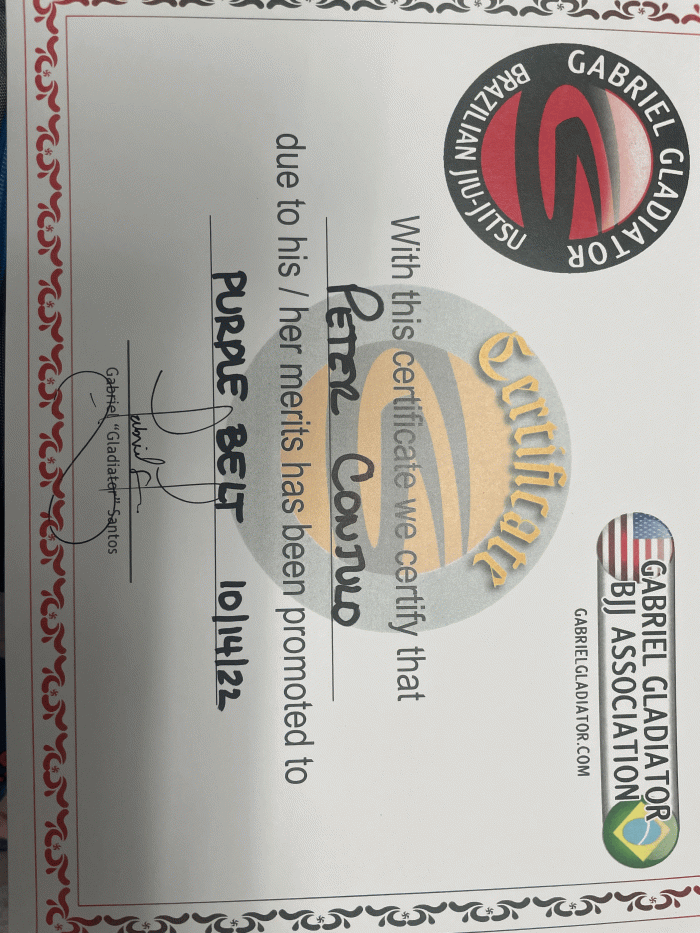 GABRIEL GLADIATOR
BRAZILIAN JIU-JITSU
GABRIEL GLADIATOR
BJJ ASSOCIATION
GABRIELGLADIATOR.COM
Certificate
With this certificate we certify that
PETER CONTULO
due to his / her merits has been promoted to
PURPLE BELT 10/14/22
Gabriel "Gladiator" Santos